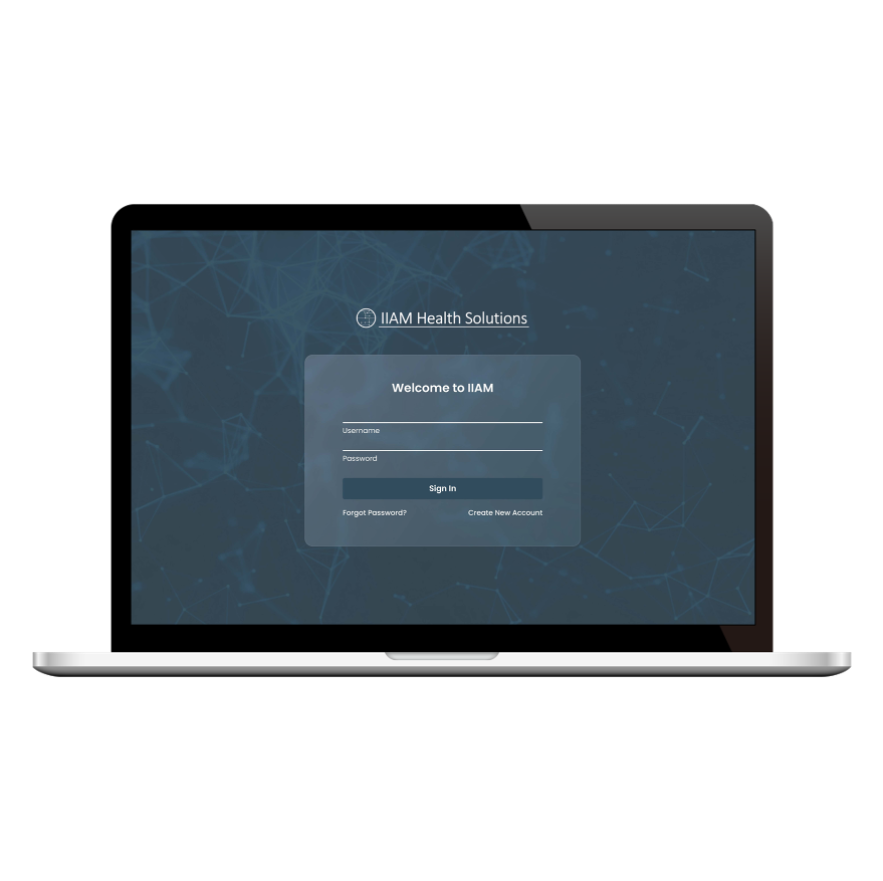 IIAM Health Solutions
Welcome to IIAM
Username
Password
Sign In
Forgot Password?
Create New Account